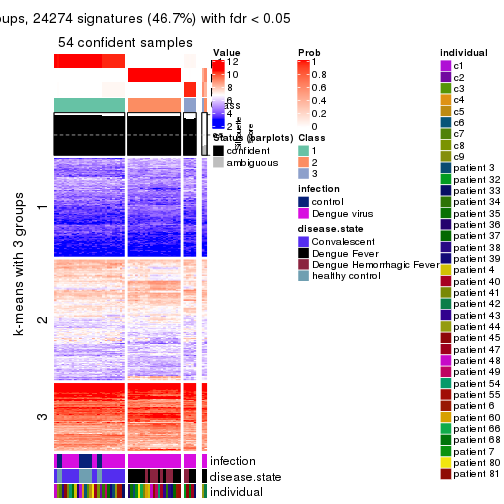 oups, 24274 signatures (46.7%) with fdr < 0.05
54 confident samples
k-means with 3 groups
1
2
3
infection
disease.state
individual
Value
12
10
8
6
4
2
0
Class
Silhouette
score
Status (barplots)
confident
ambiguous
Prob
1
0.8
0.6
0.4
0.2
0
Class
1
2
3
infection
control
Dengue virus
disease.state
Convalescent
Dengue Fever
Dengue Hemorrhagic Fever
healthy control
individual
c1
c2
c3
c4
c5
c6
c7
c8
c9
patient 3
patient 32
patient 33
patient 34
patient 35
patient 36
patient 37
patient 38
patient 39
patient 4
patient 40
patient 41
patient 42
patient 43
patient 44
patient 45
patient 47
patient 48
patient 49
patient 54
patient 55
patient 6
patient 60
patient 66
patient 68
patient 7
patient 80
patient 81